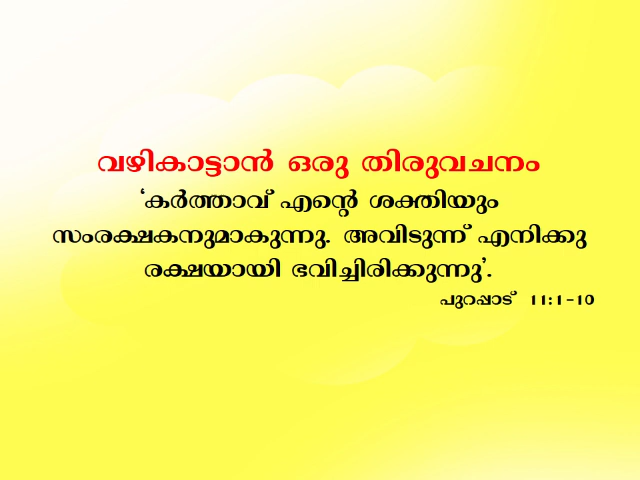 വഴികാട്ടാൻ ഒരു തിരുവചനം
‘കർത്താവ് എന്റെ ശക്തിയും
സംരക്ഷകനുമാകുന്നു. അവിടുന്ന് എനിക്കു
രക്ഷയായി ഭവിച്ചിരിക്കുന്നു’.
പുറപ്പാട് 11:1-10